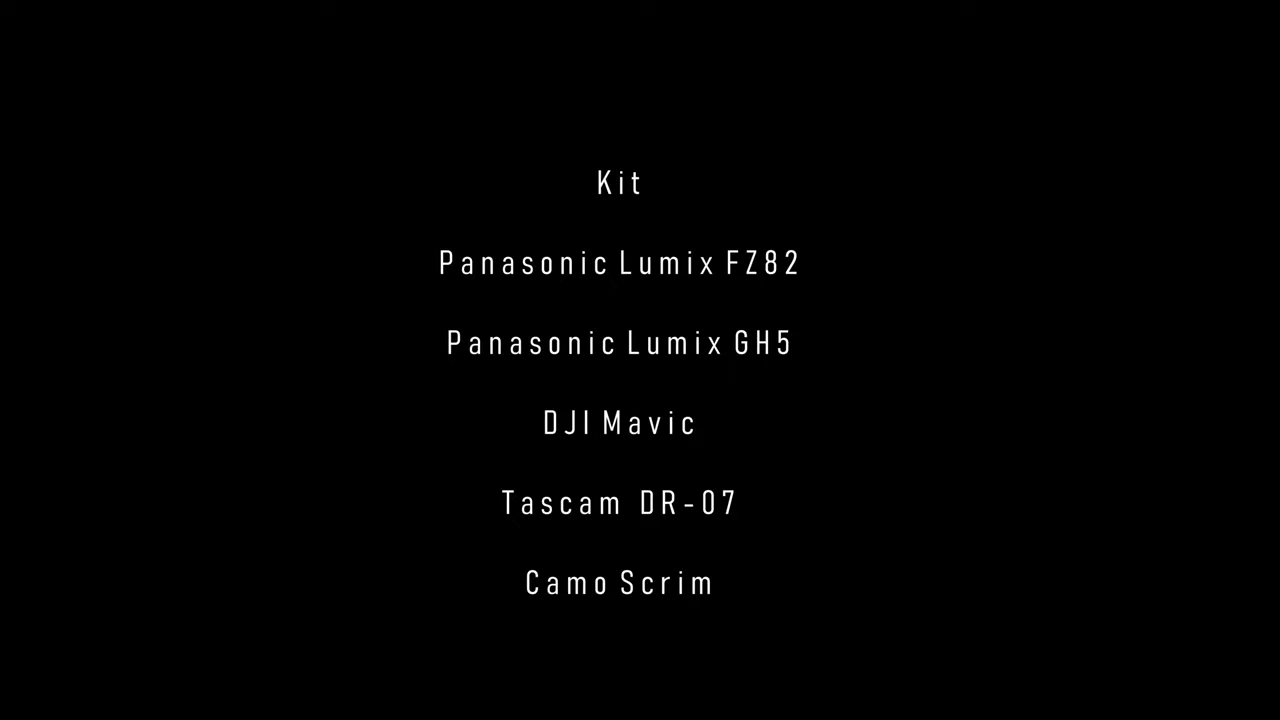 Kit
Panasonic Lumix FZ82
Panasonic Lumix GH5
DJI Mavic
Tascam DR-07
Camo Scrim